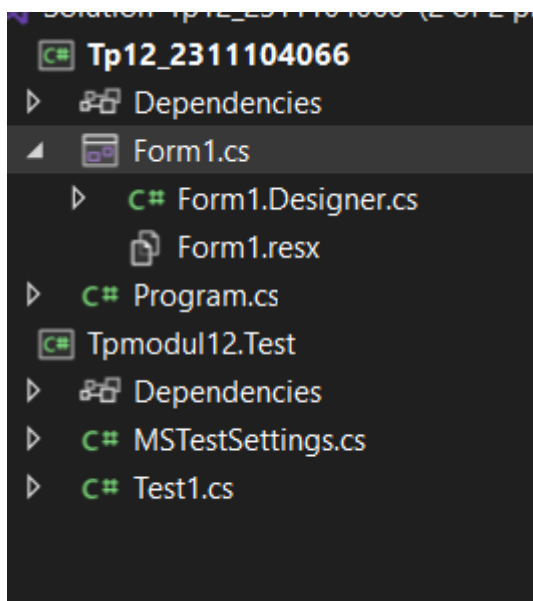 Tp12_2311104066
Dependencies
Form1.cs
C# Form1.Designer.cs
Form1.resx
C# Program.cs
Tpmodul12.Test
Dependencies
C# MSTestSettings.cs
C# Test1.cs